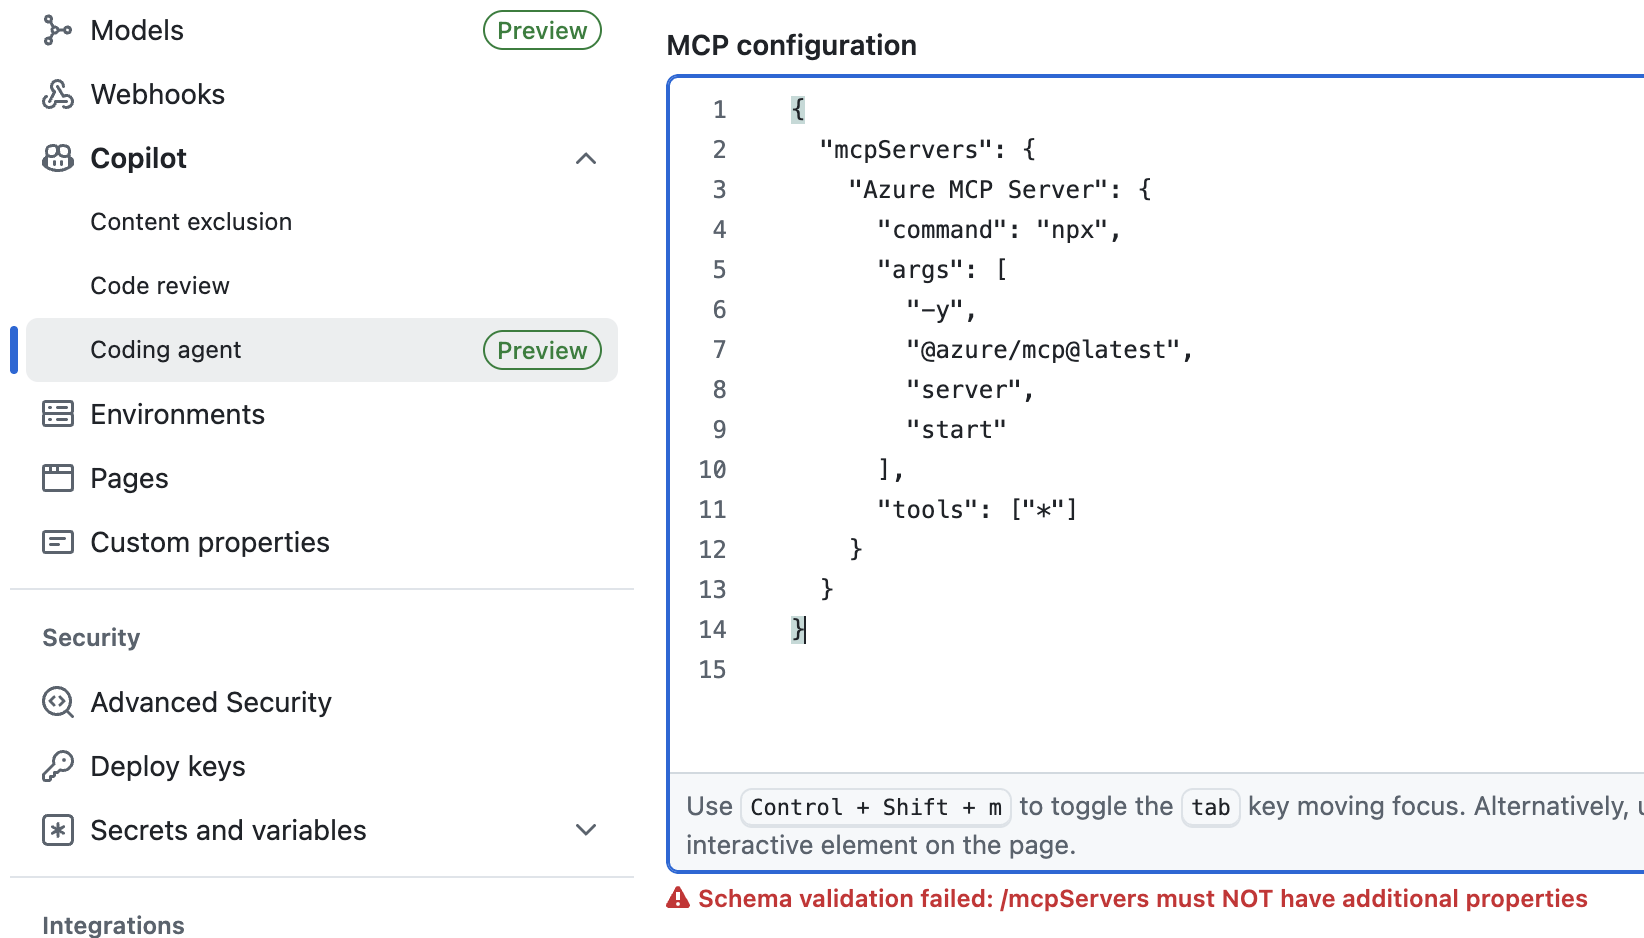 Models Preview
Webhooks
Copilot
Content exclusion
Code review
Coding agent Preview
Environments
Pages
Custom properties
Security
Advanced Security
Deploy keys
Secrets and variables
Integrations
MCP configuration
1 {
2 "mcpServers": {
3 "Azure MCP Server": {
4 "command": "npx",
5 "args": [
6 "-y",
7 "@azure/mcp@latest",
8 "server",
9 "start"
10 ],
11 "tools": ["*"]
12 }
13 }
14 }
15
Use Control + Shift + m to toggle the tab key moving focus. Alternatively,
interactive element on the page.
Schema validation failed: /mcpServers must NOT have additional properties